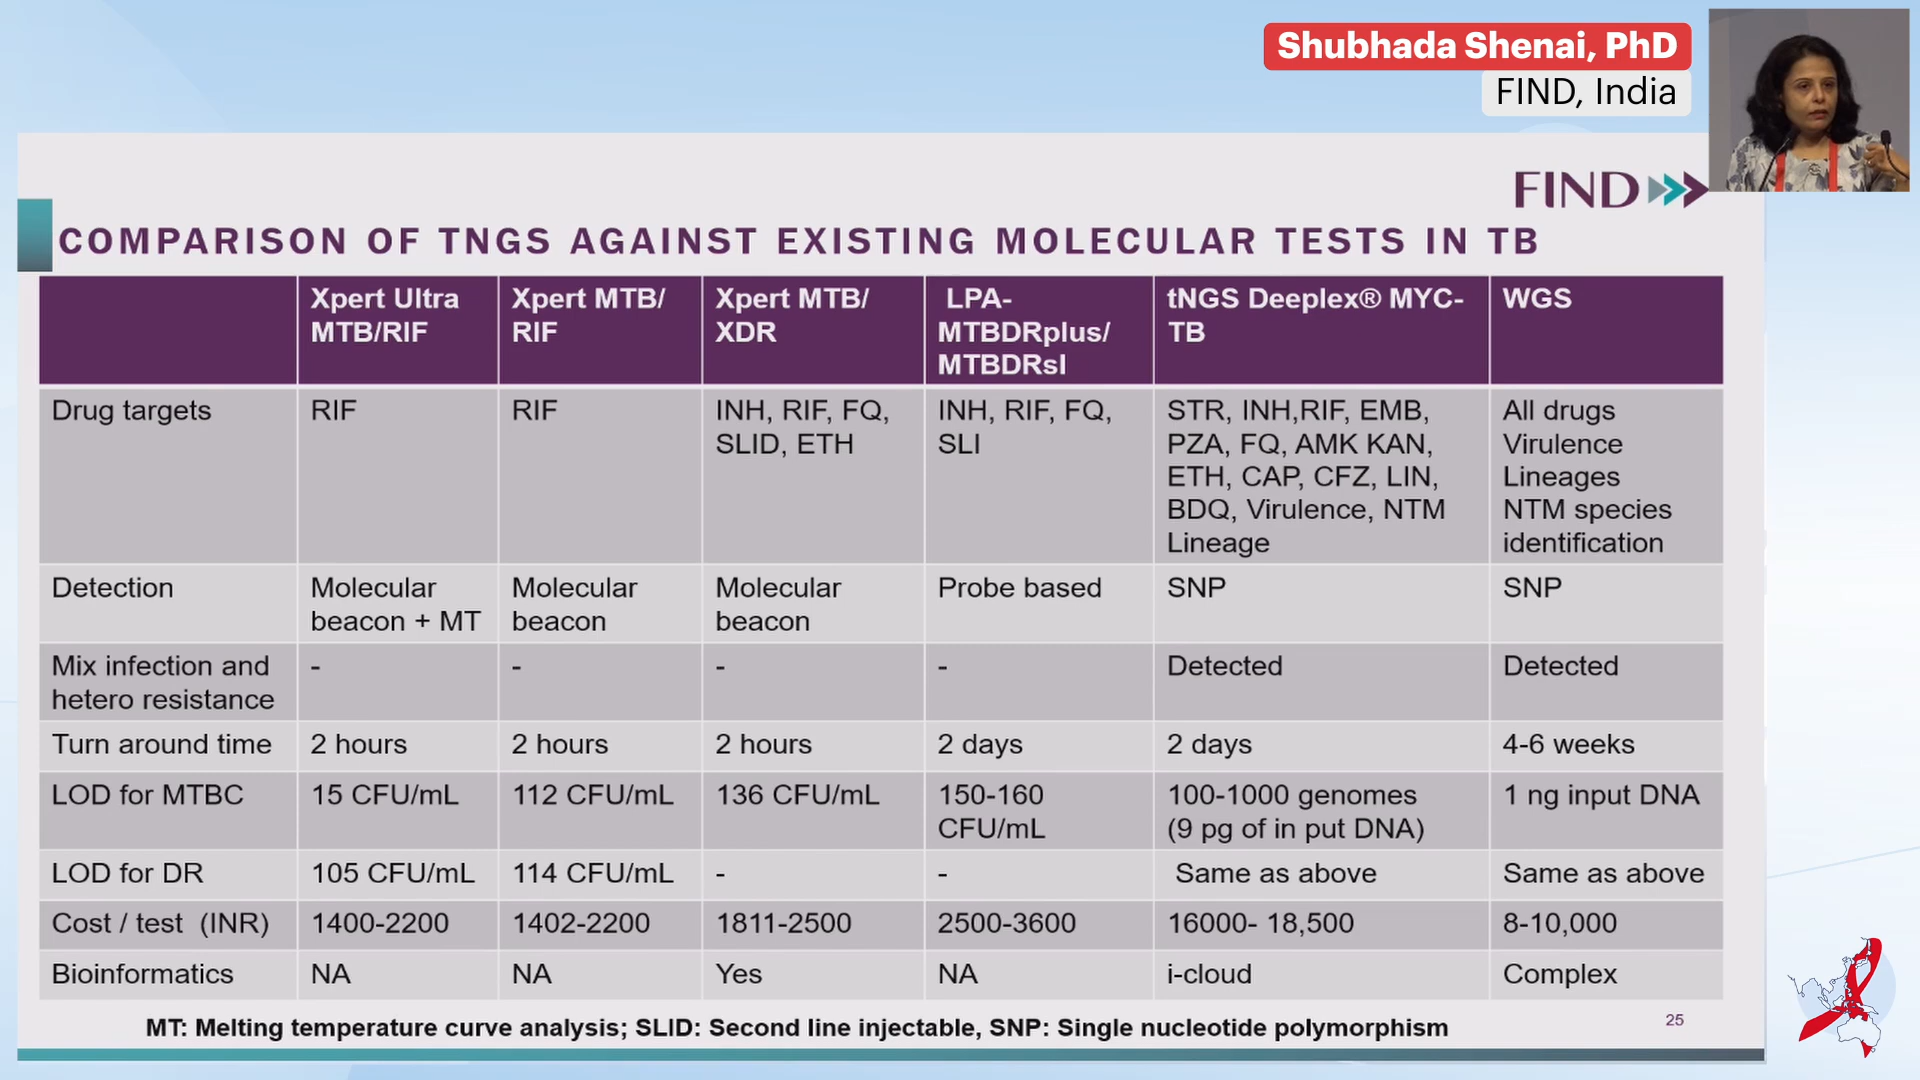 Shubhada Shenai, PhD
FIND, India
FIND
COMPARISON OF TNGS AGAINST EXISTING MOLECULAR TESTS IN TB
Xpert Ultra
MTB/RIF
Xpert MTB/
RIF
Xpert MTB/
XDR
LPA-
MTBDRplus/
MTBDRsl
tNGS Deeplex® MYC-
TB
WGS
Drug targets
RIF
RIF
INH, RIF, FQ,
SLID, ETH
INH, RIF, FQ,
SLI
STR, INH,RIF, EMB,
PZA, FQ, AMK KAN,
ETH, CAP, CFZ, LIN,
BDQ, Virulence, NTM
Lineage
All drugs
Virulence
Lineages
NTM species
identification
Detection
Molecular
beacon + MT
Molecular
beacon
Molecular
beacon
Probe based
SNP
SNP
Mix infection and
hetero resistance
-
-
-
-
Detected
Detected
Turn around time
2 hours
2 hours
2 hours
2 days
2 days
4-6 weeks
LOD for MTBC
15 CFU/mL
112 CFU/mL
136 CFU/mL
150-160
CFU/mL
100-1000 genomes
(9 pg of in put DNA)
1 ng input DNA
LOD for DR
105 CFU/mL
114 CFU/mL
-
-
Same as above
Same as above
Cost / test (INR)
1400-2200
1402-2200
1811-2500
2500-3600
16000- 18,500
8-10,000
Bioinformatics
NA
NA
Yes
NA
i-cloud
Complex
MT: Melting temperature curve analysis; SLID: Second line injectable, SNP: Single nucleotide polymorphism
25